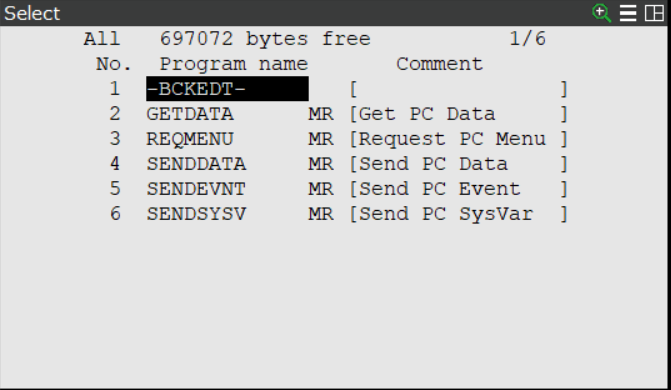 Select
All 697072 bytes free 1/6
No. Program name Comment
1 -BCKEDT- [ ]
2 GETDATA MR [Get PC Data ]
3 REQMENU MR [Request PC Menu ]
4 SENDDATA MR [Send PC Data ]
5 SENDEVNT MR [Send PC Event ]
6 SENDSYSV MR [Send PC SysVar ]